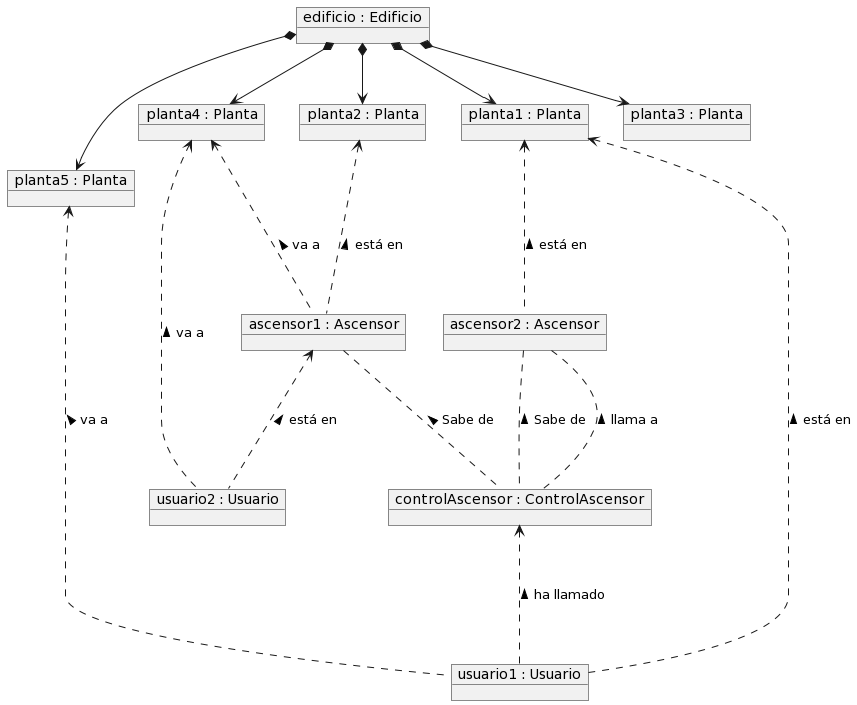 edificio : Edificio
planta4 : Planta
planta2 : Planta
planta1 : Planta
planta3 : Planta
planta5 : Planta
va a
está en
está en
ascensor1 : Ascensor
ascensor2 : Ascensor
va a
va a
está en
Sabe de
Sabe de
llama a
está en
usuario2 : Usuario
controlAscensor : ControlAscensor
ha llamado
usuario1 : Usuario